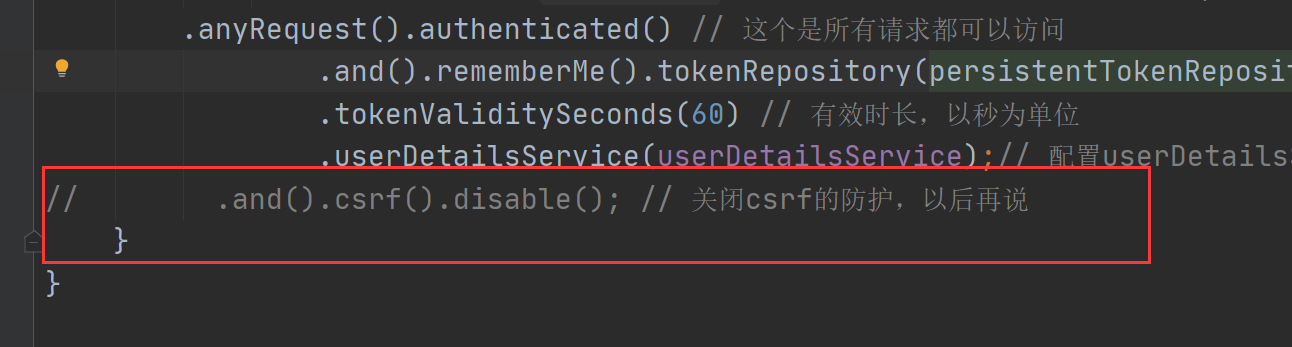 .anyRequest().authenticated() // 这个是所有请求都可以访问
.and().rememberMe().tokenRepository(persistentTokenReposit
.tokenValiditySeconds(60) // 有效时长，以秒为单位
.userDetailsService(userDetailsService);// 配置userDetailsS
// .and().csrf().disable(); // 关闭csrf的防护，以后再说
}
}